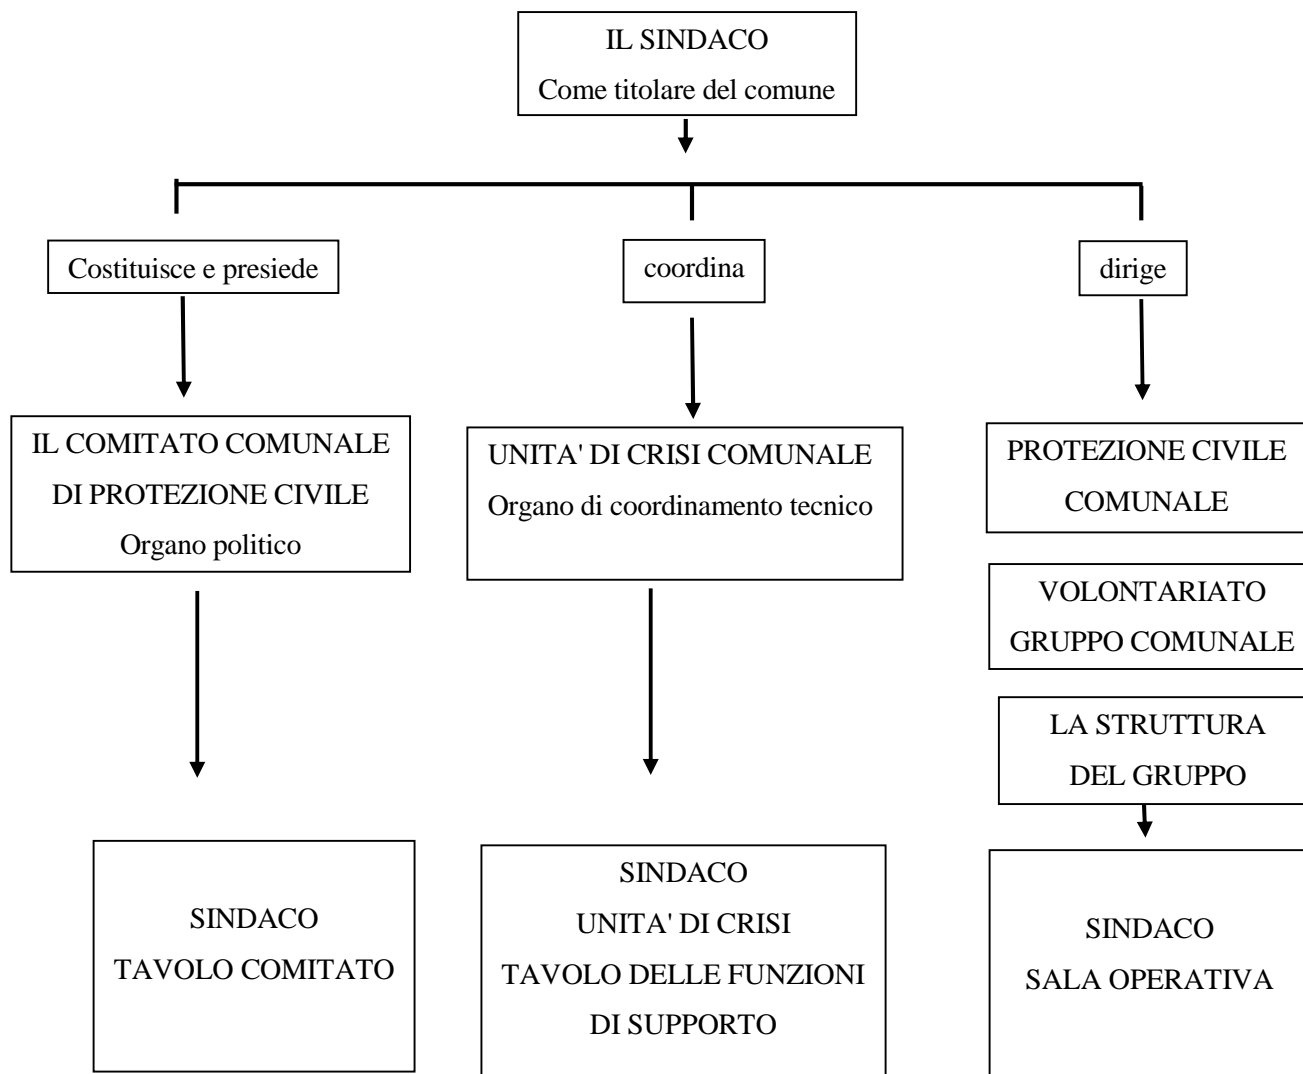 IL SINDACO
Come titolare del comune
Costituisce e presiede
coordina
dirige
IL COMITATO COMUNALE
DI PROTEZIONE CIVILE
Organo politico
UNITA' DI CRISI COMUNALE
Organo di coordinamento tecnico
PROTEZIONE CIVILE
COMUNALE
VOLONTARIATO
GRUPPO COMUNALE
LA STRUTTURA
DEL GRUPPO
SINDACO
TAVOLO COMITATO
SINDACO
UNITA' DI CRISI
TAVOLO DELLE FUNZIONI
DI SUPPORTO
SINDACO
SALA OPERATIVA